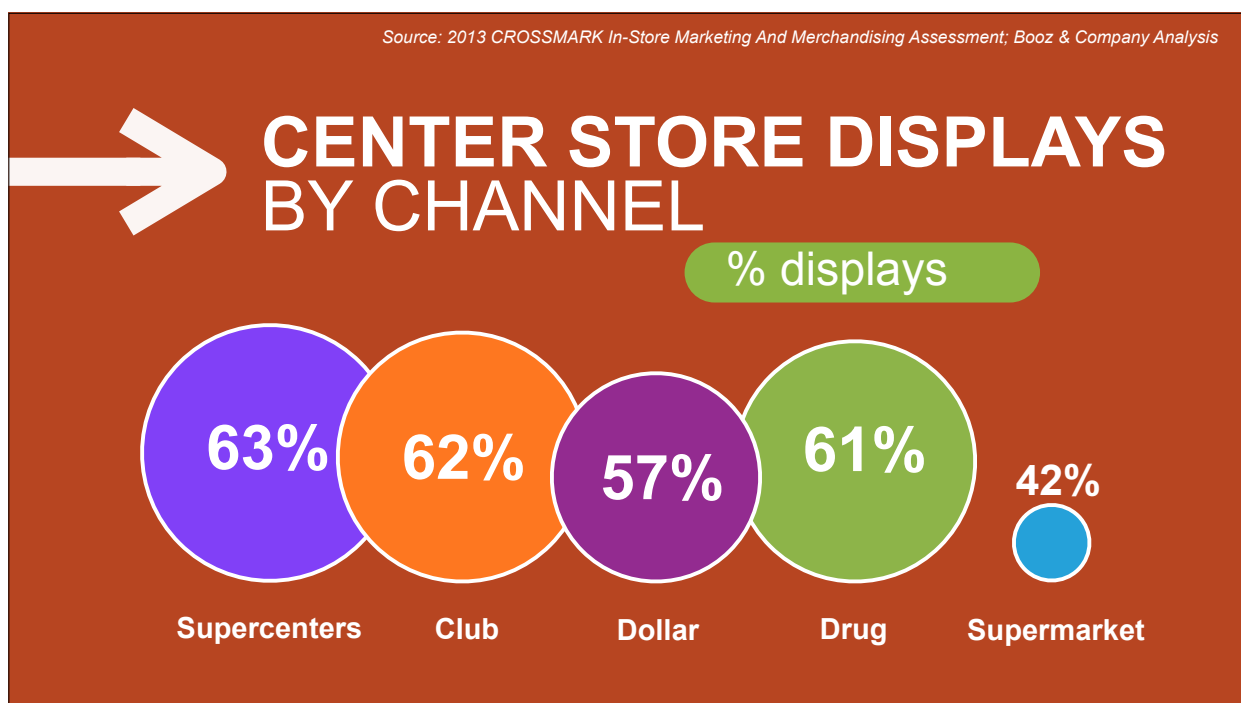 Source: 2013 CROSSMARK In-Store Marketing And Merchandising Assessment; Booz & Company Analysis
CENTER STORE DISPLAYS
BY CHANNEL
% displays
63%
62%
57%
61%
42%
Supercenters
Club
Dollar
Drug
Supermarket